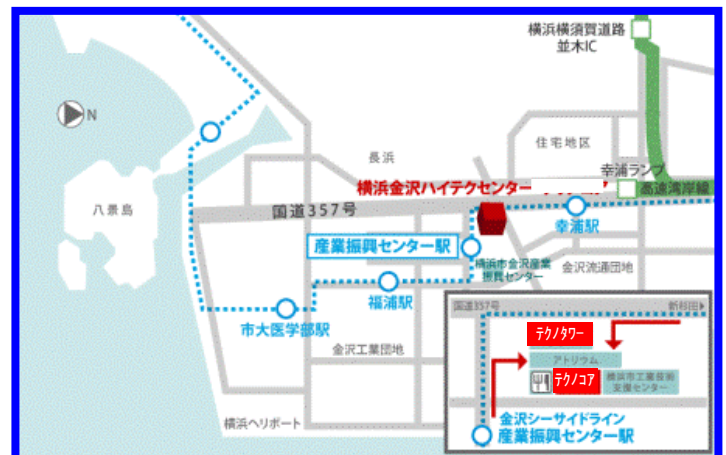 横浜横須賀道路
並木IC
N
住宅地区
長浜
幸浦ランプ
横浜金沢ハイテクセンター
高速湾岸線
八景島
国道357号
幸浦駅
産業振興センター駅
横浜市金沢産業
振興センター
金沢流通団地
福浦駅
市大医学部駅
金沢工業団地
横浜ヘリポート
国道357号
新杉田
テクノタワー
アトリウム
テクノコア
横浜市工業技術
支援センター
金沢シーサイドライン
産業振興センター駅